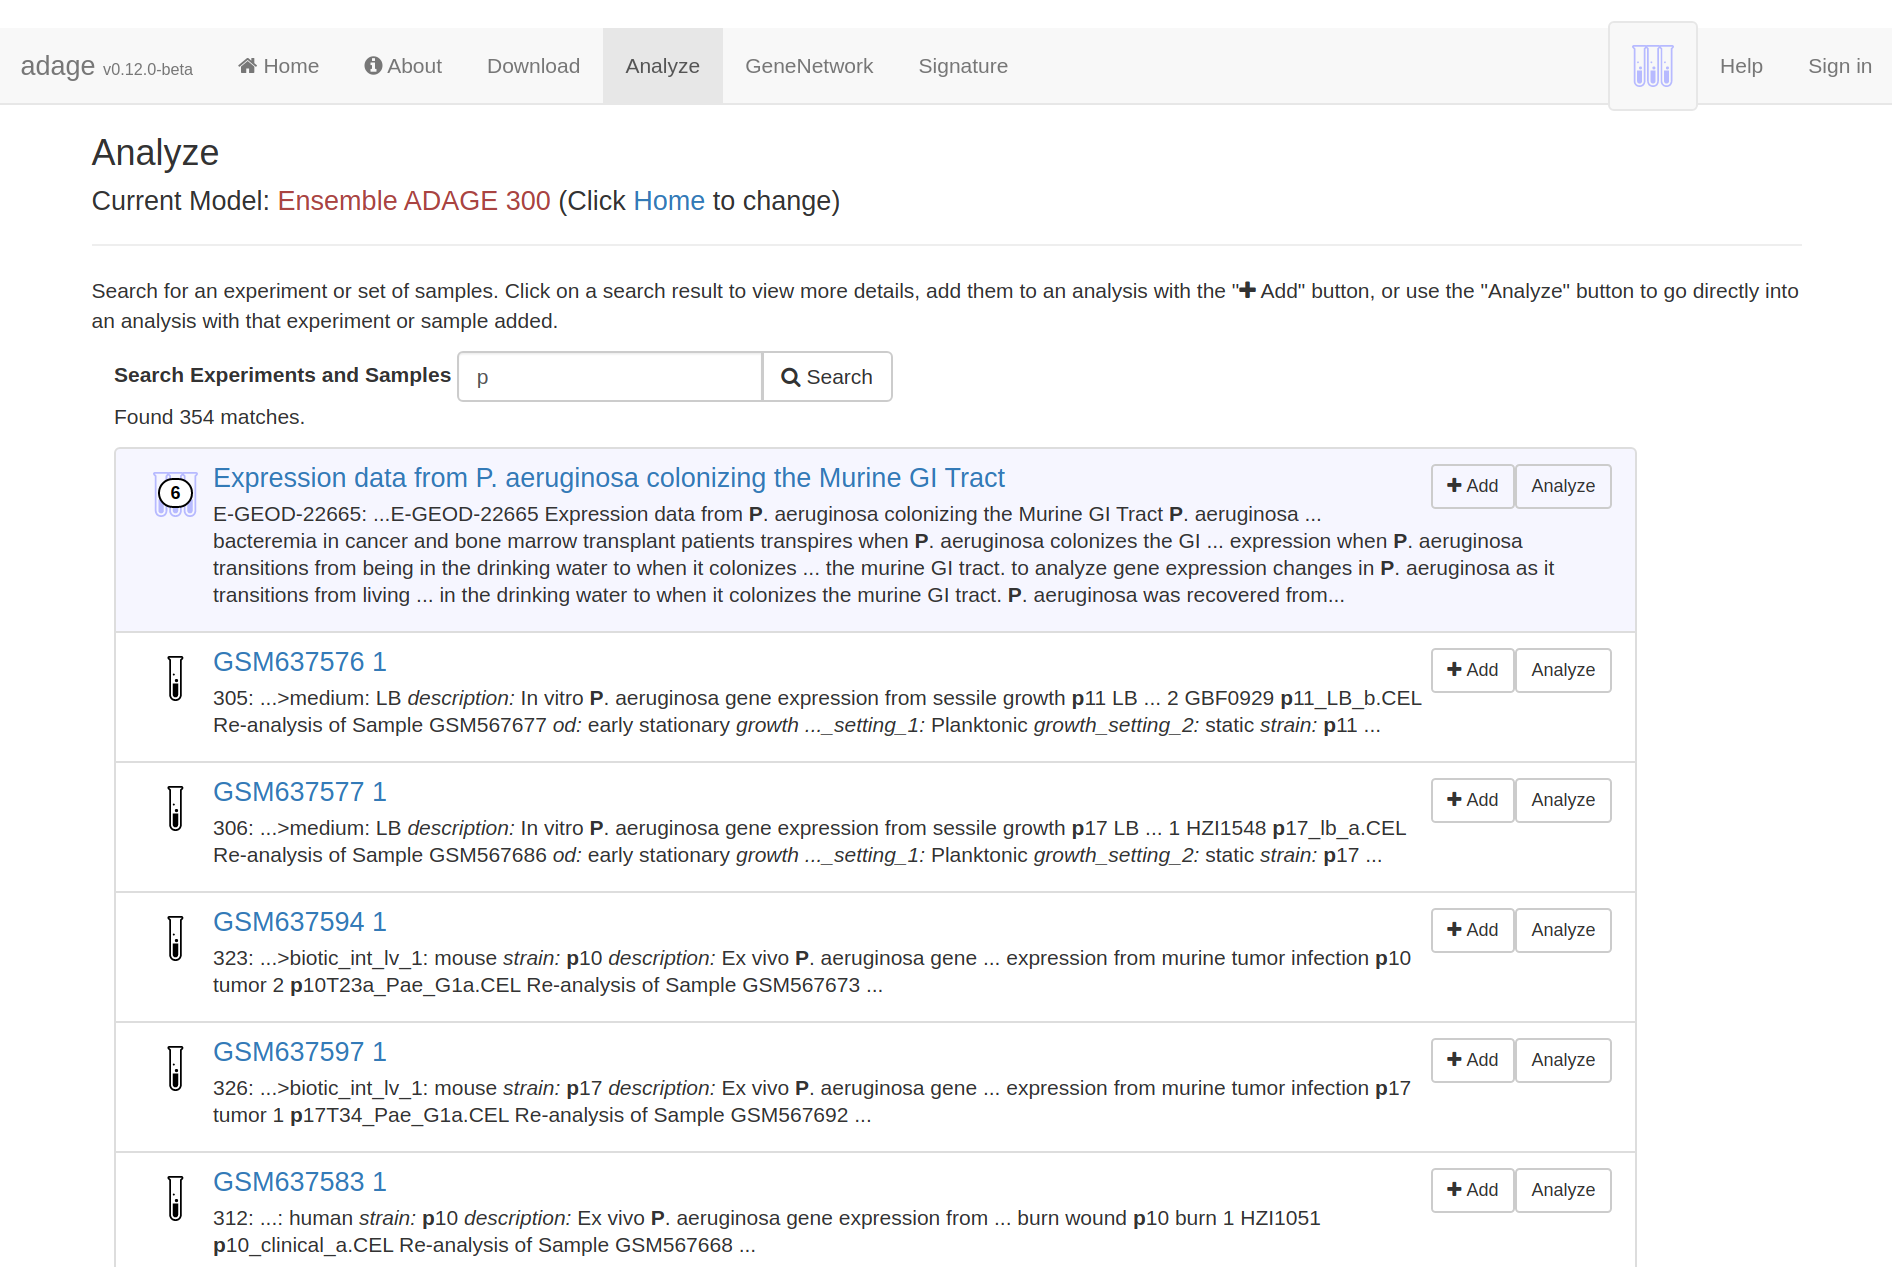 adage v0.12.0-beta Home About Download Analyze GeneNetwork Signature Help Sign in
Analyze
Current Model: Ensemble ADAGE 300 (Click Home to change)
Search for an experiment or set of samples. Click on a search result to view more details, add them to an analysis with the "+ Add" button, or use the "Analyze" button to go directly into
an analysis with that experiment or sample added.
Search Experiments and Samples p Search
Found 354 matches.
6 Expression data from P. aeruginosa colonizing the Murine GI Tract + Add Analyze
E-GEOD-22665: ...E-GEOD-22665 Expression data from P. aeruginosa colonizing the Murine GI Tract P. aeruginosa ...
bacteremia in cancer and bone marrow transplant patients transpires when P. aeruginosa colonizes the GI ... expression when P. aeruginosa
transitions from being in the drinking water to when it colonizes ... the murine GI tract. to analyze gene expression changes in P. aeruginosa as it
transitions from living ... in the drinking water to when it colonizes the murine GI tract. P. aeruginosa was recovered from...
GSM637576 1 + Add Analyze
305: ...>medium: LB description: In vitro P. aeruginosa gene expression from sessile growth p11 LB ... 2 GBF0929 p11_LB_b.CEL
Re-analysis of Sample GSM567677 od: early stationary growth ..._setting_1: Planktonic growth_setting_2: static strain: p11 ...
GSM637577 1 + Add Analyze
306: ...>medium: LB description: In vitro P. aeruginosa gene expression from sessile growth p17 LB ... 1 HZI1548 p17_lb_a.CEL
Re-analysis of Sample GSM567686 od: early stationary growth ..._setting_1: Planktonic growth_setting_2: static strain: p17 ...
GSM637594 1 + Add Analyze
323: ...>biotic_int_lv_1: mouse strain: p10 description: Ex vivo P. aeruginosa gene ... expression from murine tumor infection p10
tumor 2 p10T23a_Pae_G1a.CEL Re-analysis of Sample GSM567673 ...
GSM637597 1 + Add Analyze
326: ...>biotic_int_lv_1: mouse strain: p17 description: Ex vivo P. aeruginosa gene ... expression from murine tumor infection p17
tumor 1 p17T34_Pae_G1a.CEL Re-analysis of Sample GSM567692 ...
GSM637583 1 + Add Analyze
312: ...: human strain: p10 description: Ex vivo P. aeruginosa gene expression from ... burn wound p10 burn 1 HZI1051
p10_clinical_a.CEL Re-analysis of Sample GSM567668 ...